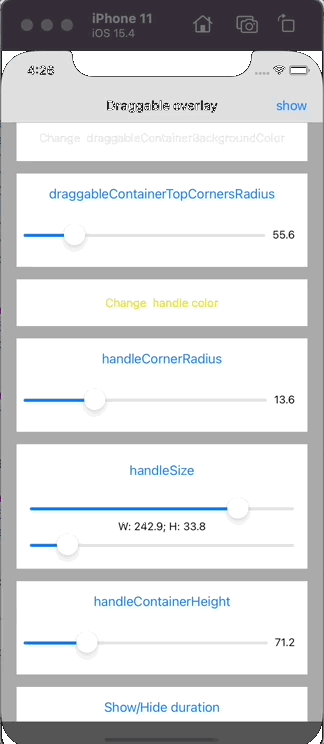 iPhone 11
iOS 15.4
4:26
Draggable overlay
show
Change draggableContainerBackgroundColor
draggableContainerTopCornersRadius
55.6
Change handle color
handleCornerRadius
13.6
handleSize
W: 242.9; H: 33.8
handleContainerHeight
71.2
Show/Hide duration